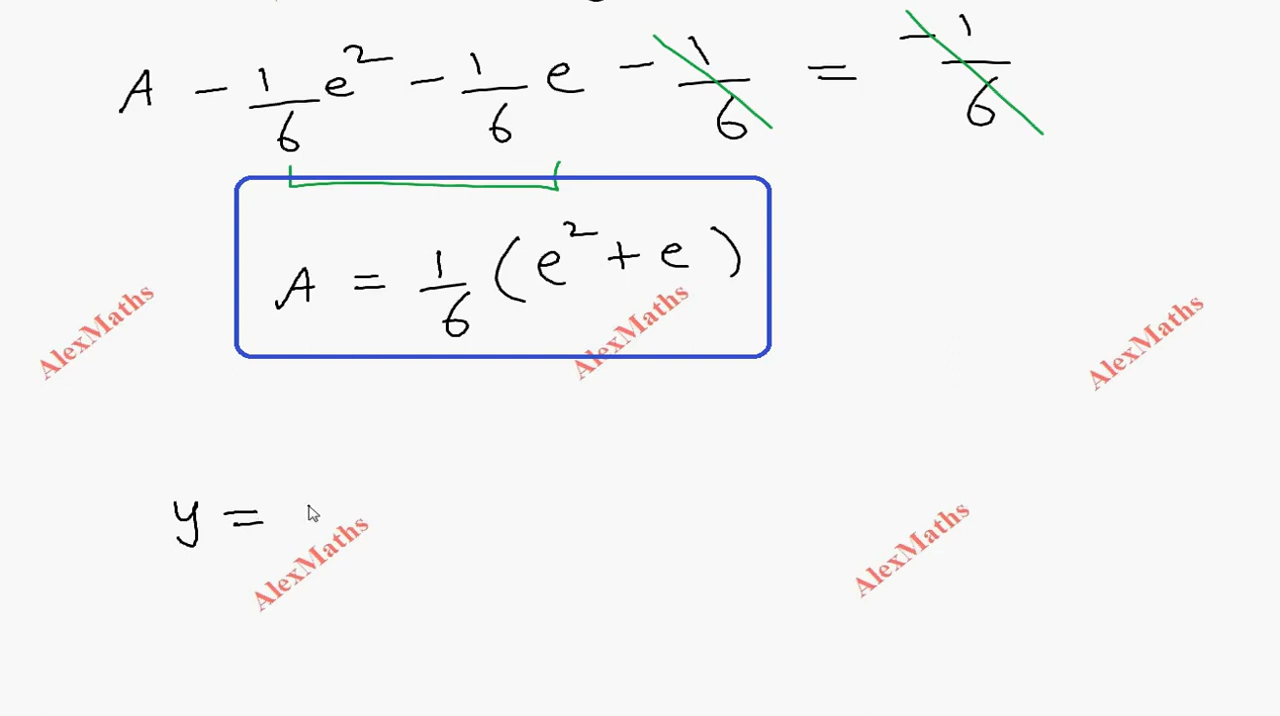 A - 1/6 e² - 1/6 e - 1/6 = -1/6
A = 1/6 (e² + e)
AlexMaths
AlexMaths
AlexMaths
y =
AlexMaths
AlexMaths